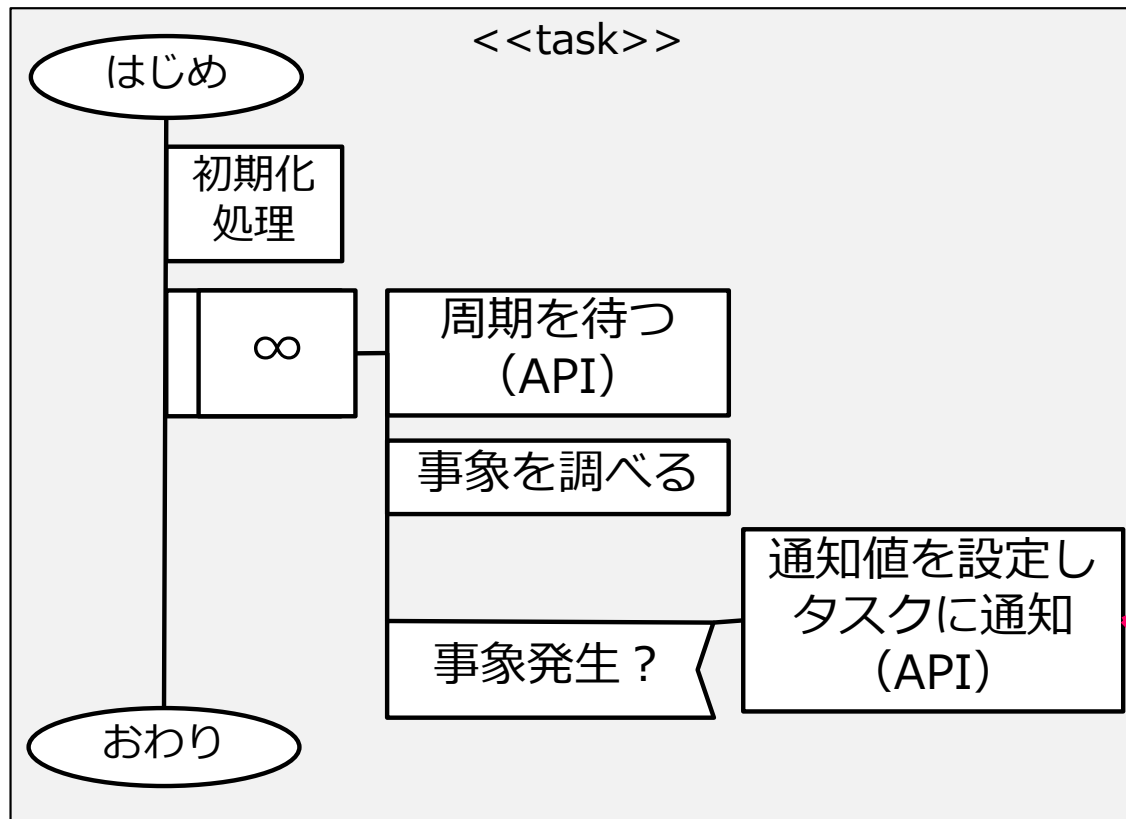 <<task>>
はじめ
初期化
処理
∞
周期を待つ
（API）
事象を調べる
事象発生？
通知値を設定し
タスクに通知
（API）
おわり